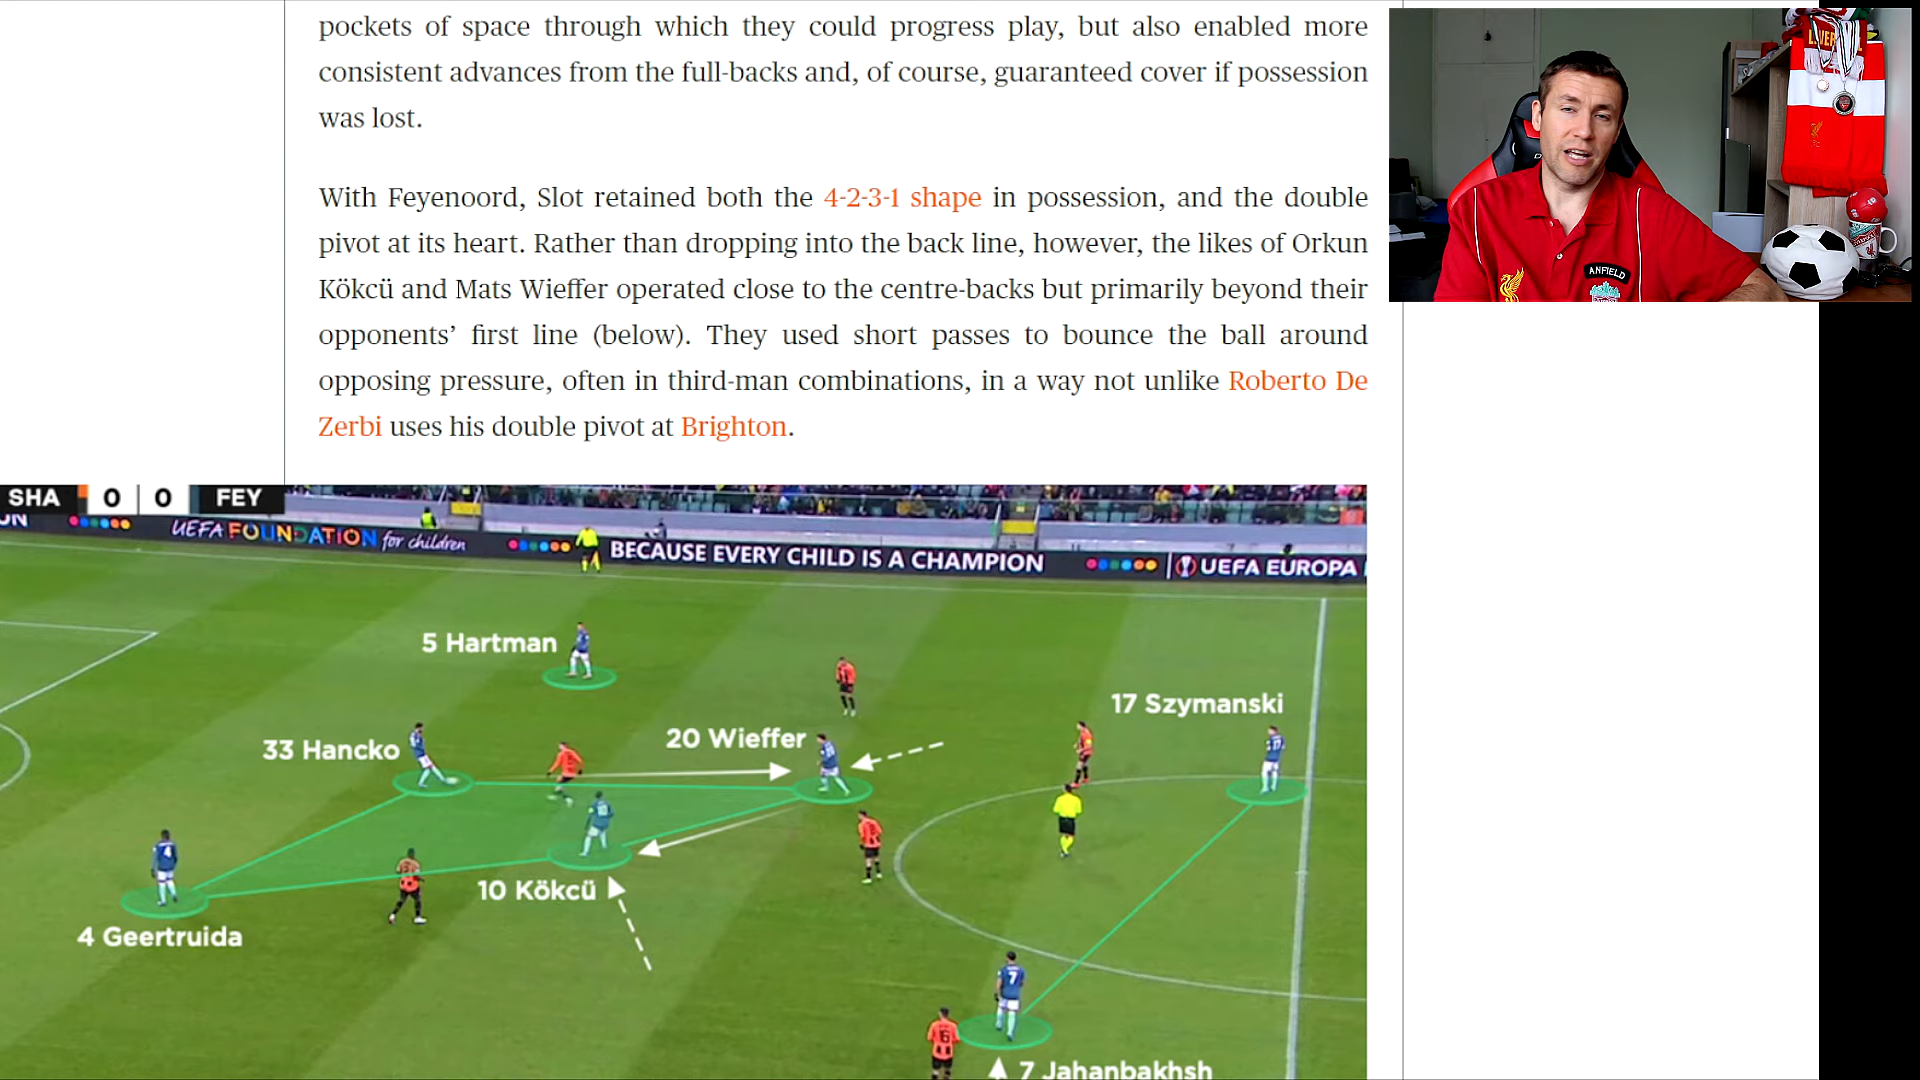 pockets of space through which they could progress play, but also enabled more
consistent advances from the full-backs and, of course, guaranteed cover if possession
was lost.
With Feyenoord, Slot retained both the 4-2-3-1 shape in possession, and the double
pivot at its heart. Rather than dropping into the back line, however, the likes of Orkun
Kökcü and Mats Wieffer operated close to the centre-backs but primarily beyond their
opponents’ first line (below). They used short passes to bounce the ball around
opposing pressure, often in third-man combinations, in a way not unlike Roberto De
Zerbi uses his double pivot at Brighton.
ANFIELD
SHA 0 0 FEY
UEFA FOUNDATION for children
BECAUSE EVERY CHILD IS A CHAMPION
UEFA EUROPA
5 Hartman
17 Szymanski
33 Hancko
20 Wieffer
4
10 Kökcü
4 Geertruida
7
6
7 Jahanbakhsh